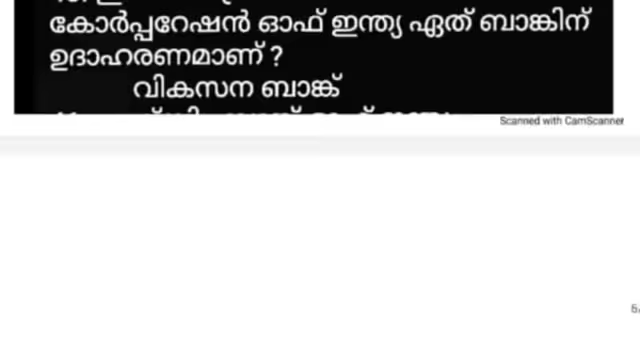 കോർപ്പറേഷൻ ഓഫ് ഇന്ത്യ ഏത് ബാങ്കിന്
ഉദാഹരണമാണ് ?
വികസന ബാങ്ക്
Scanned with CamScanner